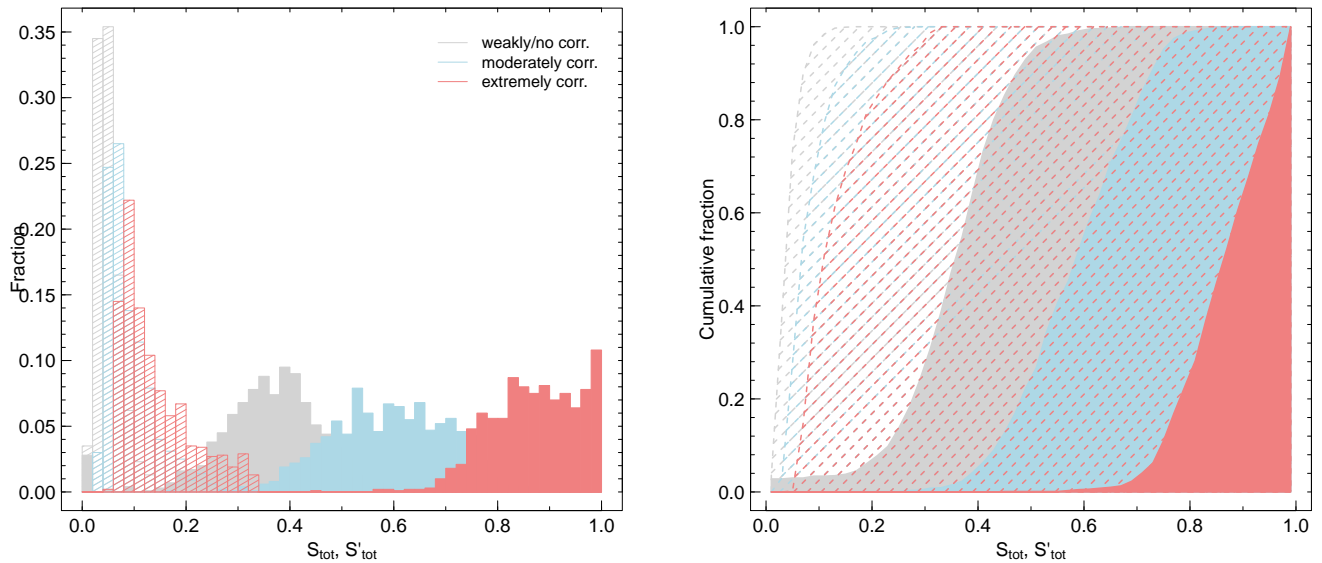 0.35
0.30
0.25
0.20
0.15
0.10
0.05
0.00
Fraction
weakly/no corr.
moderately corr.
extremely corr.
0.0 0.2 0.4 0.6 0.8 1.0
Stot, S'tot
1.0
0.8
0.6
0.4
0.2
0.0
Cumulative fraction
0.0 0.2 0.4 0.6 0.8 1.0
Stot, S'tot